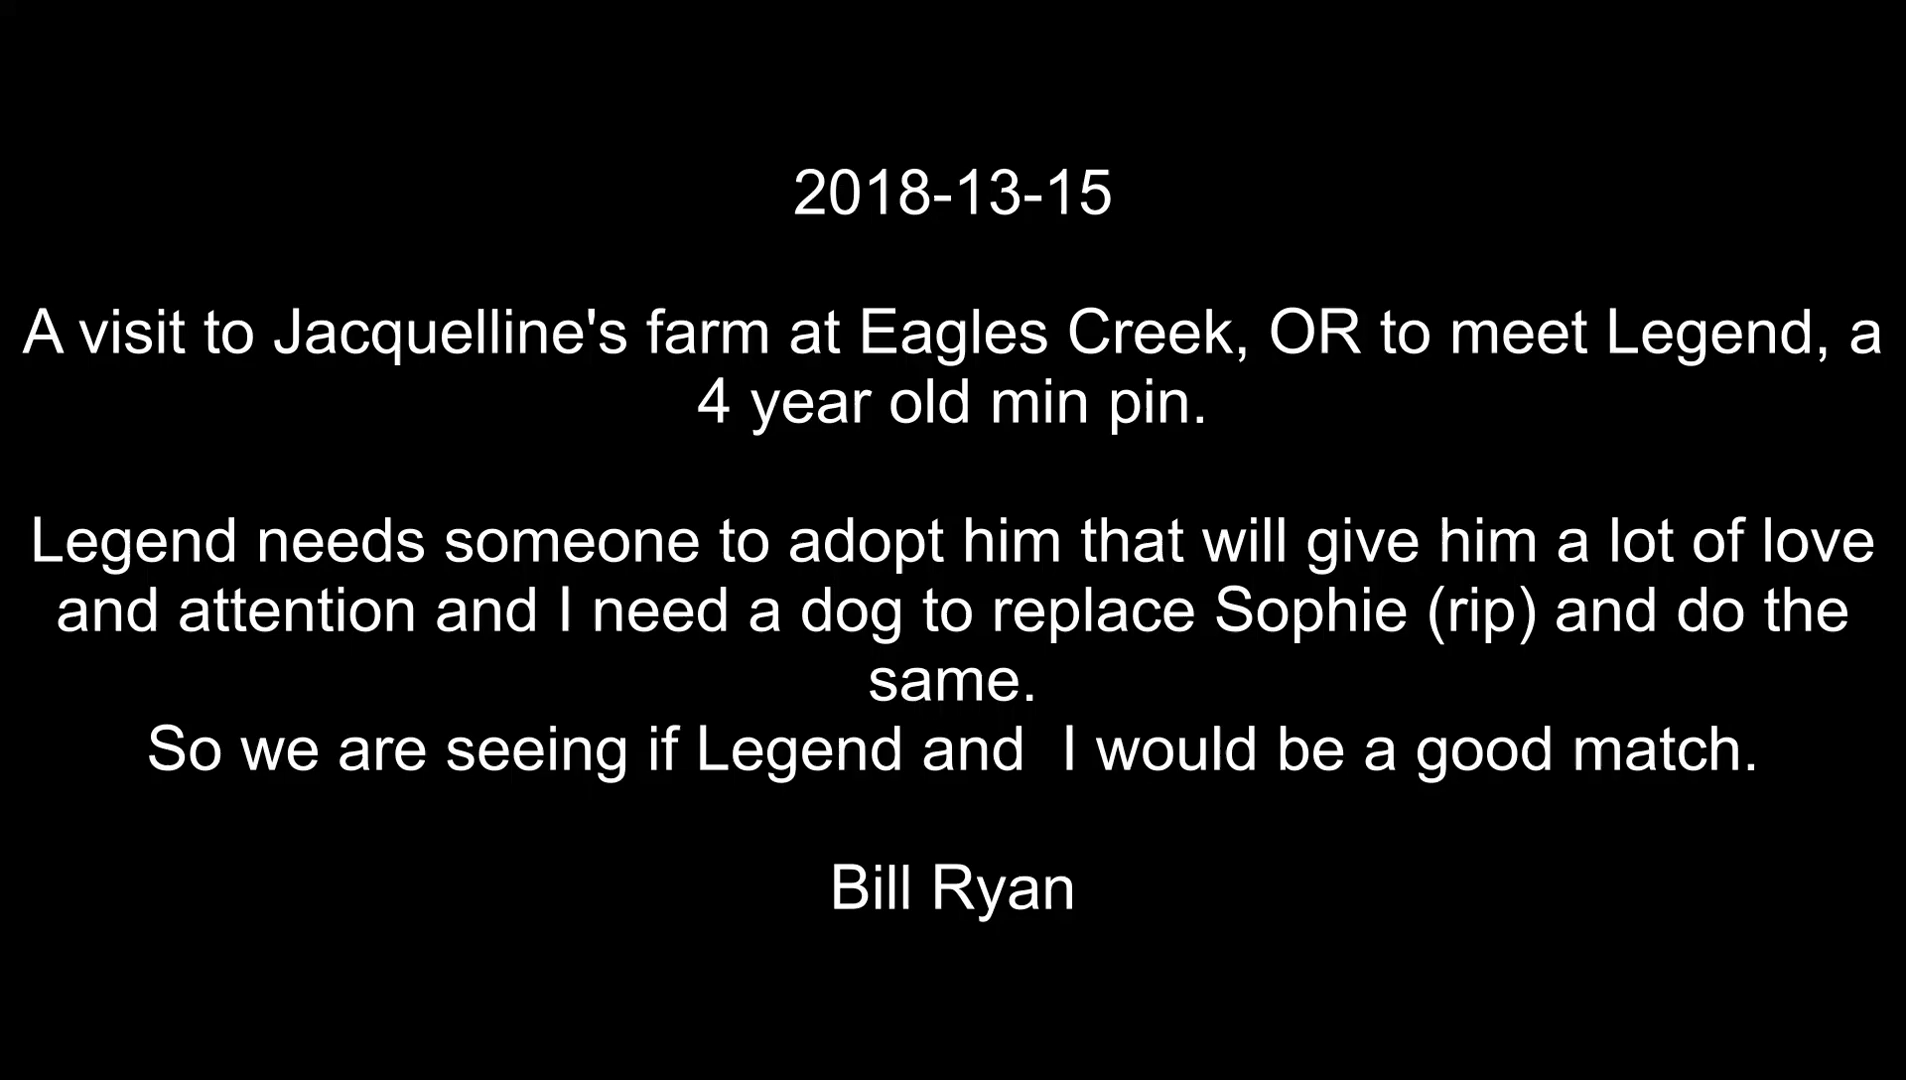 2018-13-15
A visit to Jacquelline's farm at Eagles Creek, OR to meet Legend, a
4 year old min pin.
Legend needs someone to adopt him that will give him a lot of love
and attention and I need a dog to replace Sophie (rip) and do the
same.
So we are seeing if Legend and  I would be a good match.
Bill Ryan